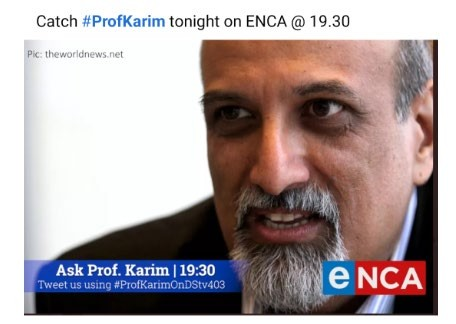 Catch #ProfKarim tonight on ENCA @ 19.30
Pic: theworldnews.net
Ask Prof. Karim | 19:30
Tweet us using #ProfKarimOnDStv403
eNCA